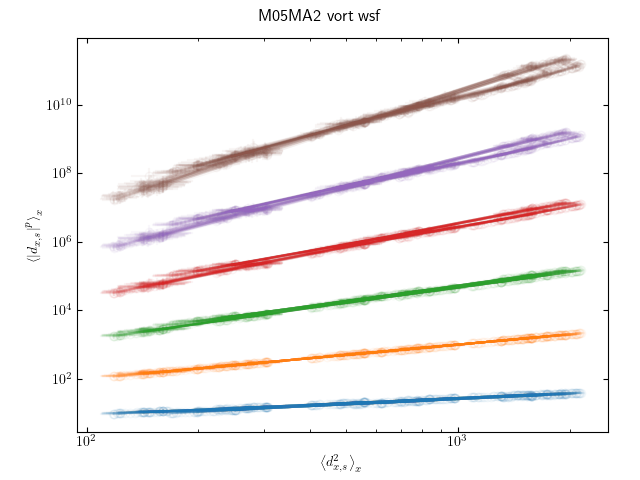 M05MA2 vort wsf
⟨|d_{x,s}|^p⟩_x
10^{10}
10^8
10^6
10^4
10^2
10^2 10^3
⟨d^2_{x,s}⟩_x